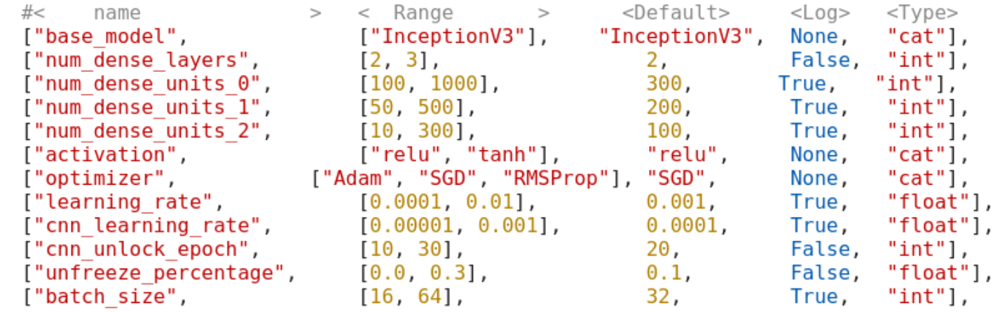 #<    name                >   <  Range       >      <Default>     <Log>   <Type>
["base_model",               ["InceptionV3"],    "InceptionV3",  None,   "cat"],
["num_dense_layers",         [2, 3],                 2,           False,  "int"],
["num_dense_units_0",        [100, 1000],            300,        True,   "int"],
["num_dense_units_1",        [50, 500],              200,         True,   "int"],
["num_dense_units_2",        [10, 300],              100,         True,   "int"],
["activation",               ["relu", "tanh"],       "relu",      None,   "cat"],
["optimizer",            ["Adam", "SGD", "RMSProp"], "SGD",       None,   "cat"],
["learning_rate",            [0.0001, 0.01],         0.001,       True,   "float"],
["cnn_learning_rate",        [0.00001, 0.001],       0.0001,      True,   "float"],
["cnn_unlock_epoch",         [10, 30],               20,          False,  "int"],
["unfreeze_percentage",      [0.0, 0.3],             0.1,         False,  "float"],
["batch_size",               [16, 64],               32,          True,   "int"],